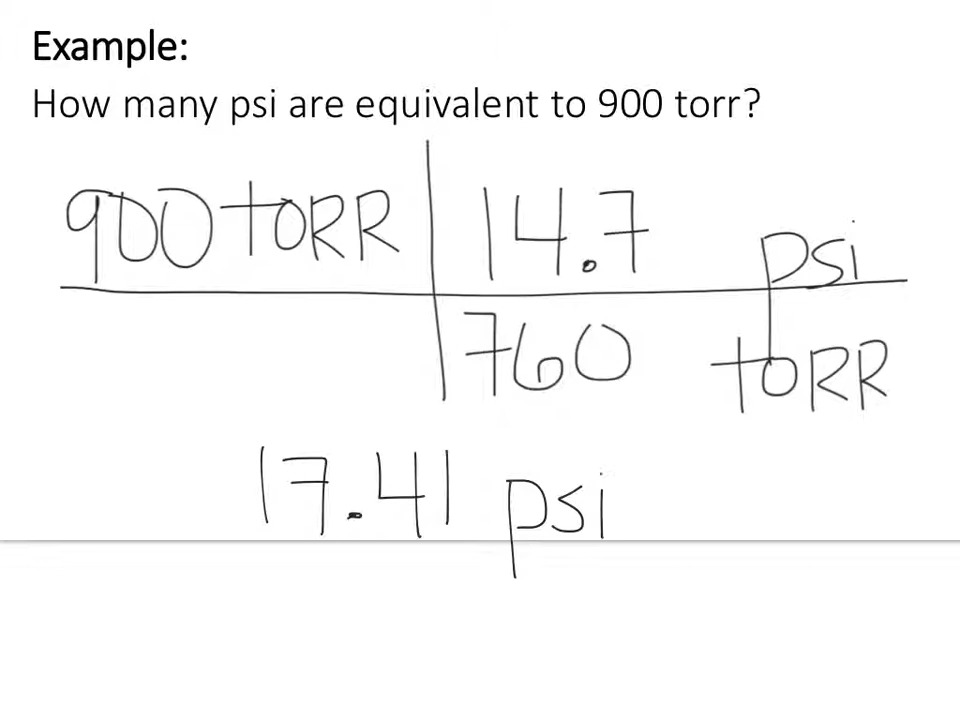 Example:
How many psi are equivalent to 900 torr?
900 TORR 14.7 psi
760 TORR
17.41 psi